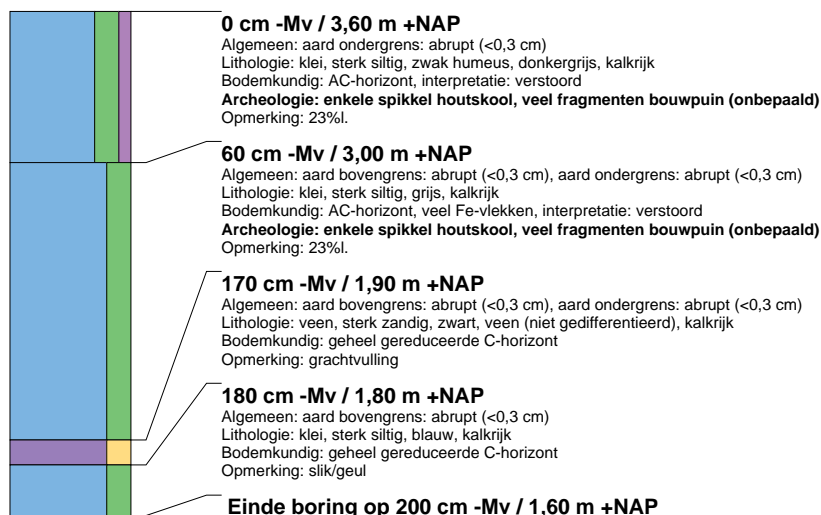 0 cm -Mv / 3,60 m +NAP
Algemeen: aard ondergrens: abrupt (<0,3 cm)
Lithologie: klei, sterk siltig, zwak humeus, donkergrijs, kalkrijk
Bodemkundig: AC-horizont, interpretatie: verstoord
Archeologie: enkele spikkel houtskool, veel fragmenten bouwpuin (onbepaald)
Opmerking: 23%l.
60 cm -Mv / 3,00 m +NAP
Algemeen: aard bovengrens: abrupt (<0,3 cm), aard ondergrens: abrupt (<0,3 cm)
Lithologie: klei, sterk siltig, grijs, kalkrijk
Bodemkundig: AC-horizont, veel Fe-vlekken, interpretatie: verstoord
Archeologie: enkele spikkel houtskool, veel fragmenten bouwpuin (onbepaald)
Opmerking: 23%l.
170 cm -Mv / 1,90 m +NAP
Algemeen: aard bovengrens: abrupt (<0,3 cm), aard ondergrens: abrupt (<0,3 cm)
Lithologie: veen, sterk zandig, zwart, veen (niet gedifferentieerd), kalkrijk
Bodemkundig: geheel gereduceerde C-horizont
Opmerking: grachtvulling
180 cm -Mv / 1,80 m +NAP
Algemeen: aard bovengrens: abrupt (<0,3 cm)
Lithologie: klei, sterk siltig, blauw, kalkrijk
Bodemkundig: geheel gereduceerde C-horizont
Opmerking: slik/geul
Einde boring op 200 cm -Mv / 1,60 m +NAP